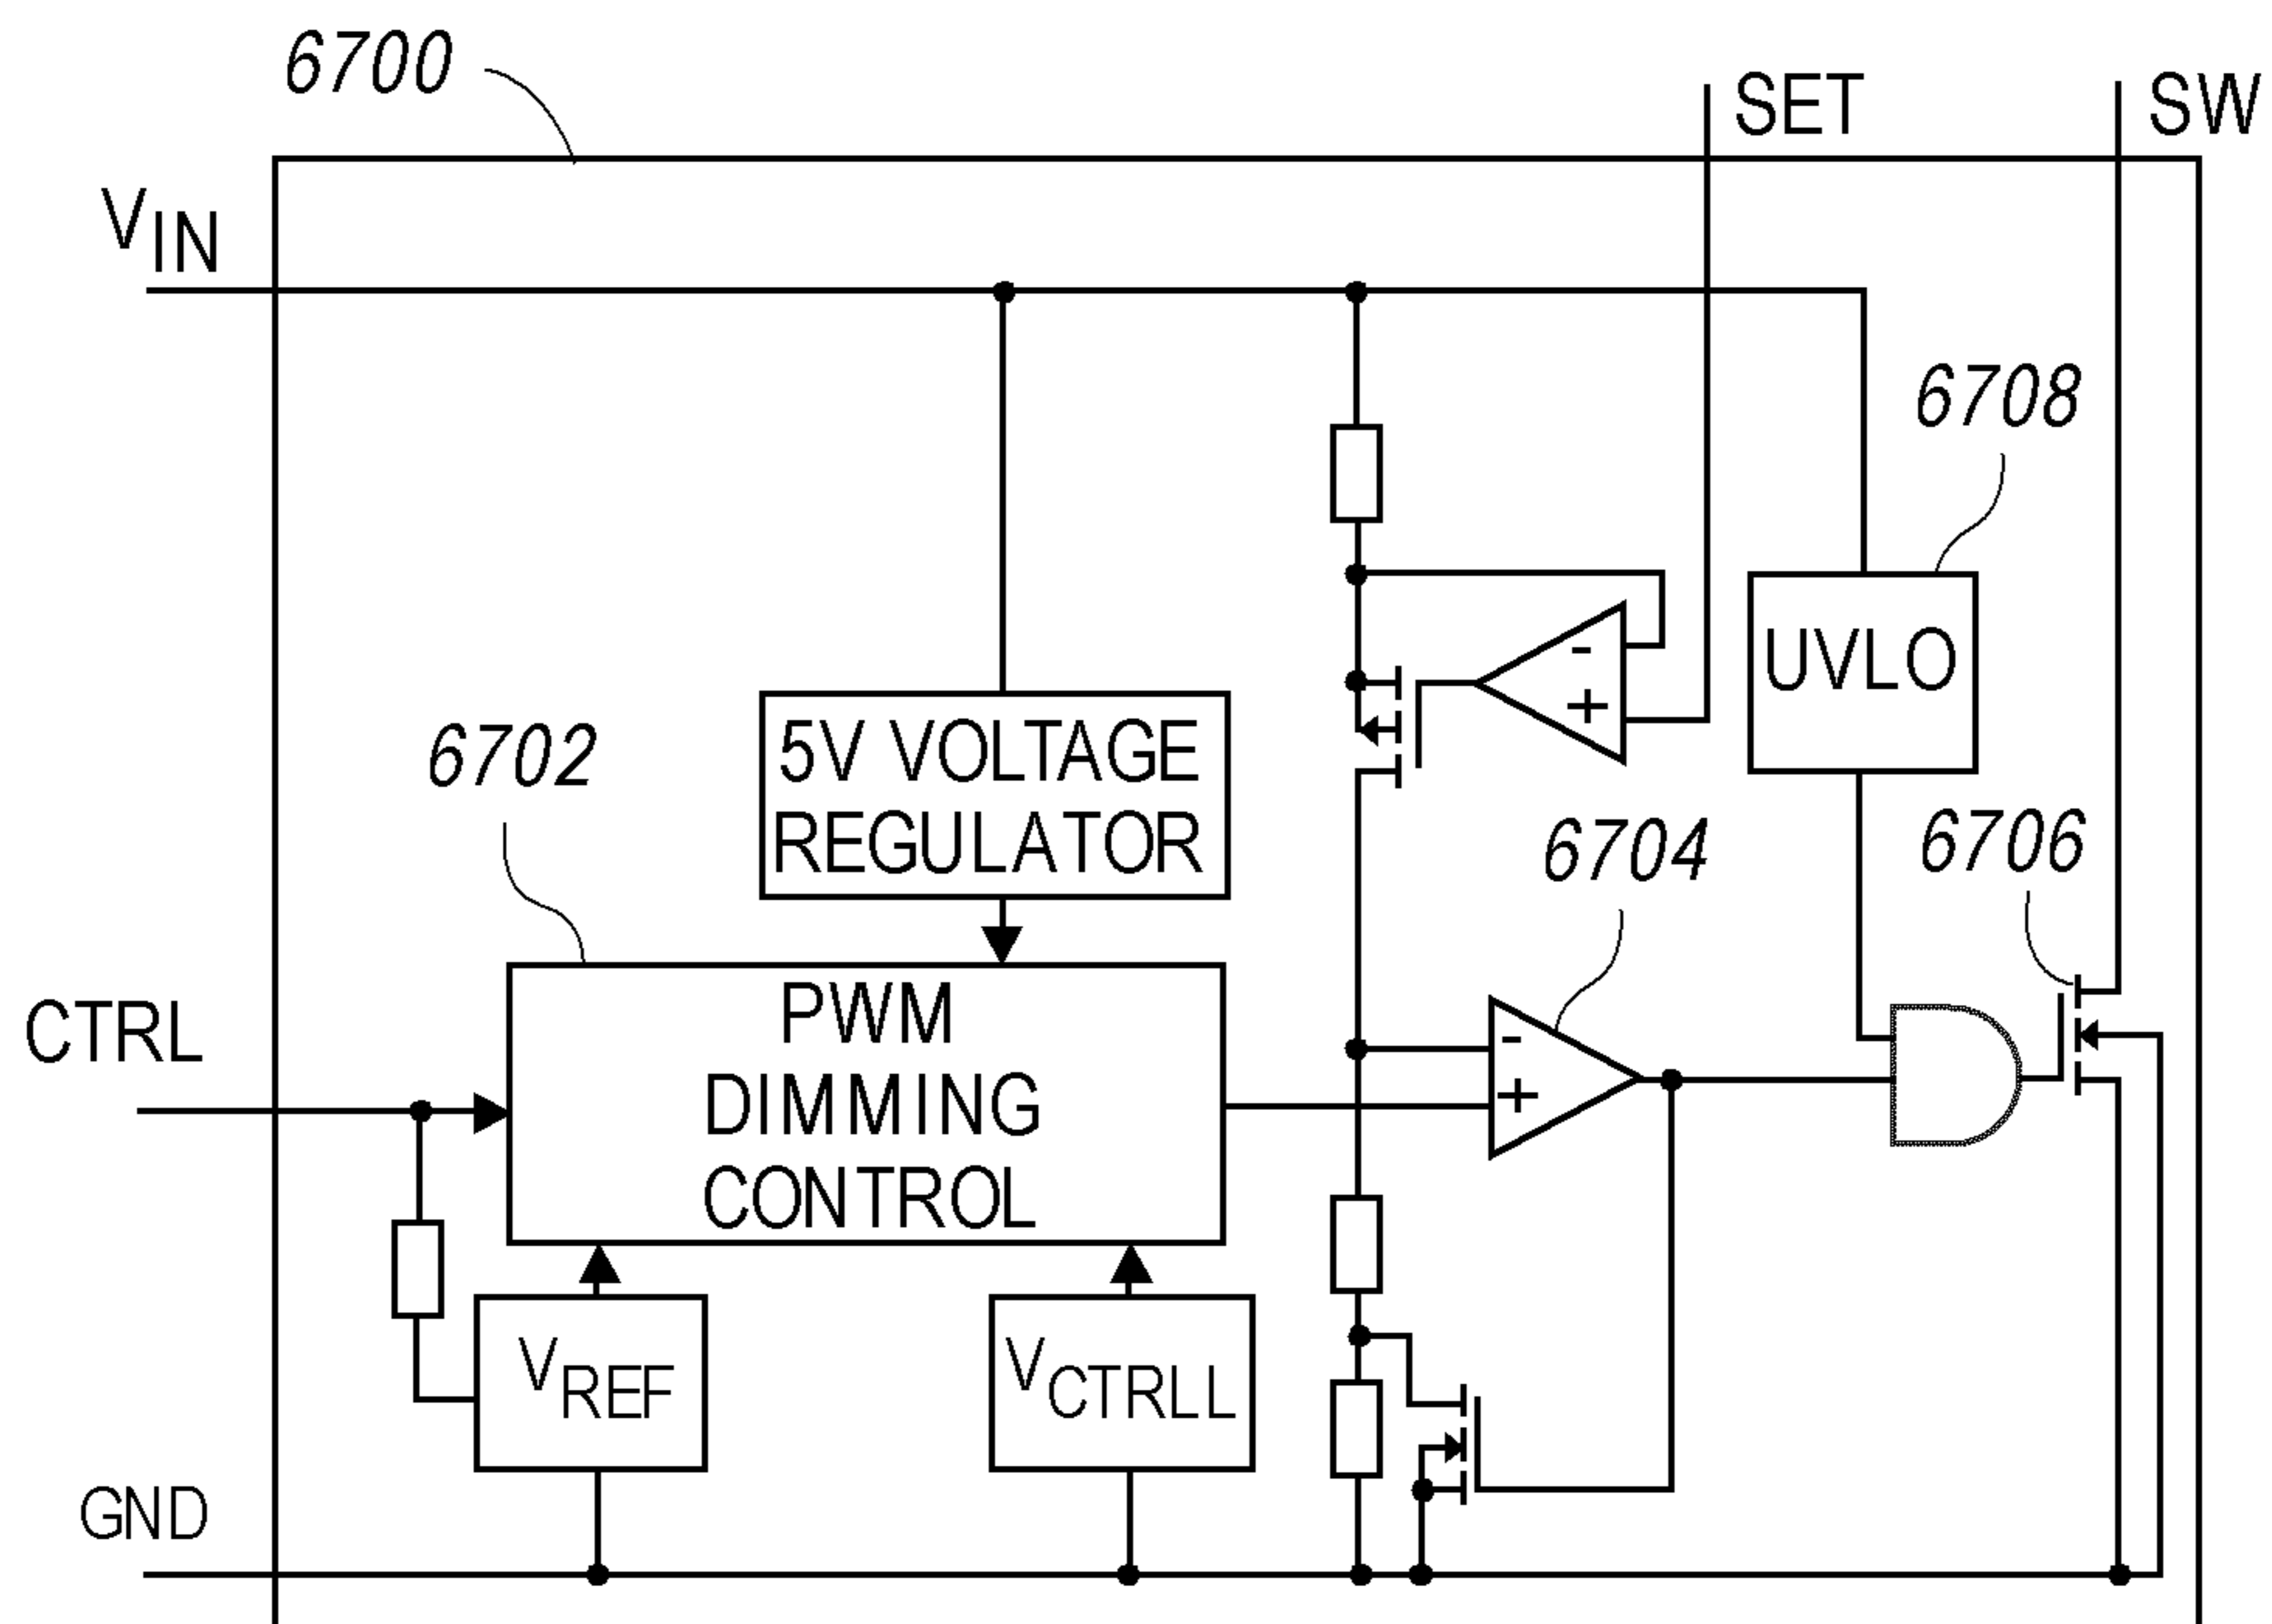 6700
SET
SW
VIN
6708
UVLO
6702
5V VOLTAGE
REGULATOR
6704
6706
-
+
CTRL
PWM
DIMMING
CONTROL
-
+
VREF
VCTRLL
GND